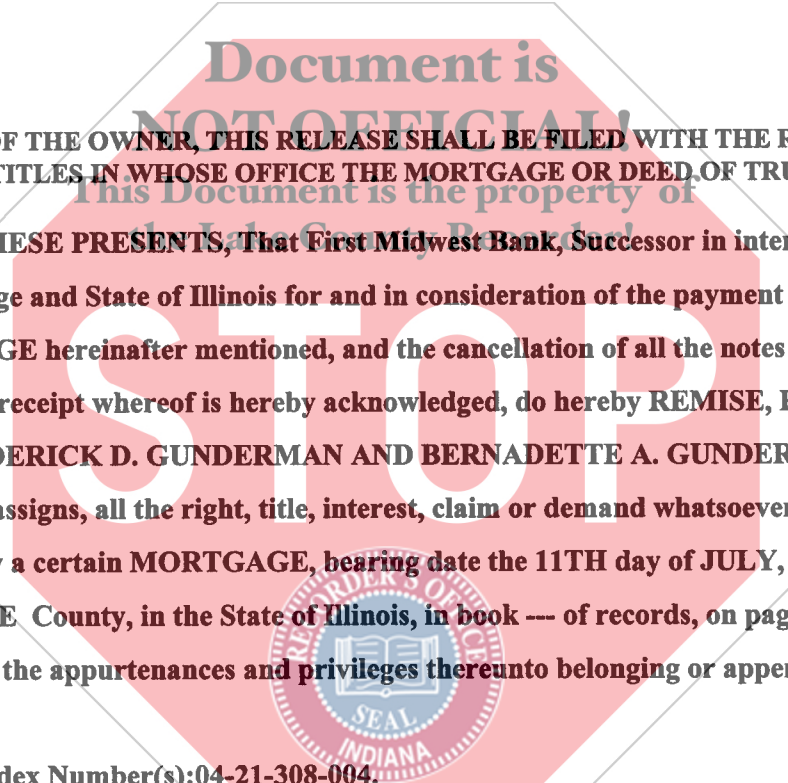 Document is
NOT OFFICIAL!
OF THE OWNER, THIS RELEASE SHALL BE FILED WITH THE R
TITLES IN WHOSE OFFICE THE MORTGAGE OR DEED OF TRU
This Document is the property of
the Lake County Recorder!
HESE PRESENTS, That First Midwest Bank, Successor in inter
ge and State of Illinois for and in consideration of the payment
GE hereinafter mentioned, and the cancellation of all the notes
STOP
receipt whereof is hereby acknowledged, do hereby REMISE,
DERICK D. GUNDERMAN AND BERNADETTE A. GUNDER
assigns, all the right, title, interest, claim or demand whatsoever
y a certain MORTGAGE, bearing date the 11TH day of JULY,
E County, in the State of Illinois, in book --- of records, on pag
the appurtenances and privileges thereunto belonging or apper
RECORDER'S OFFICE
SEAL
INDIANA
dex Number(s):04-21-308-004.